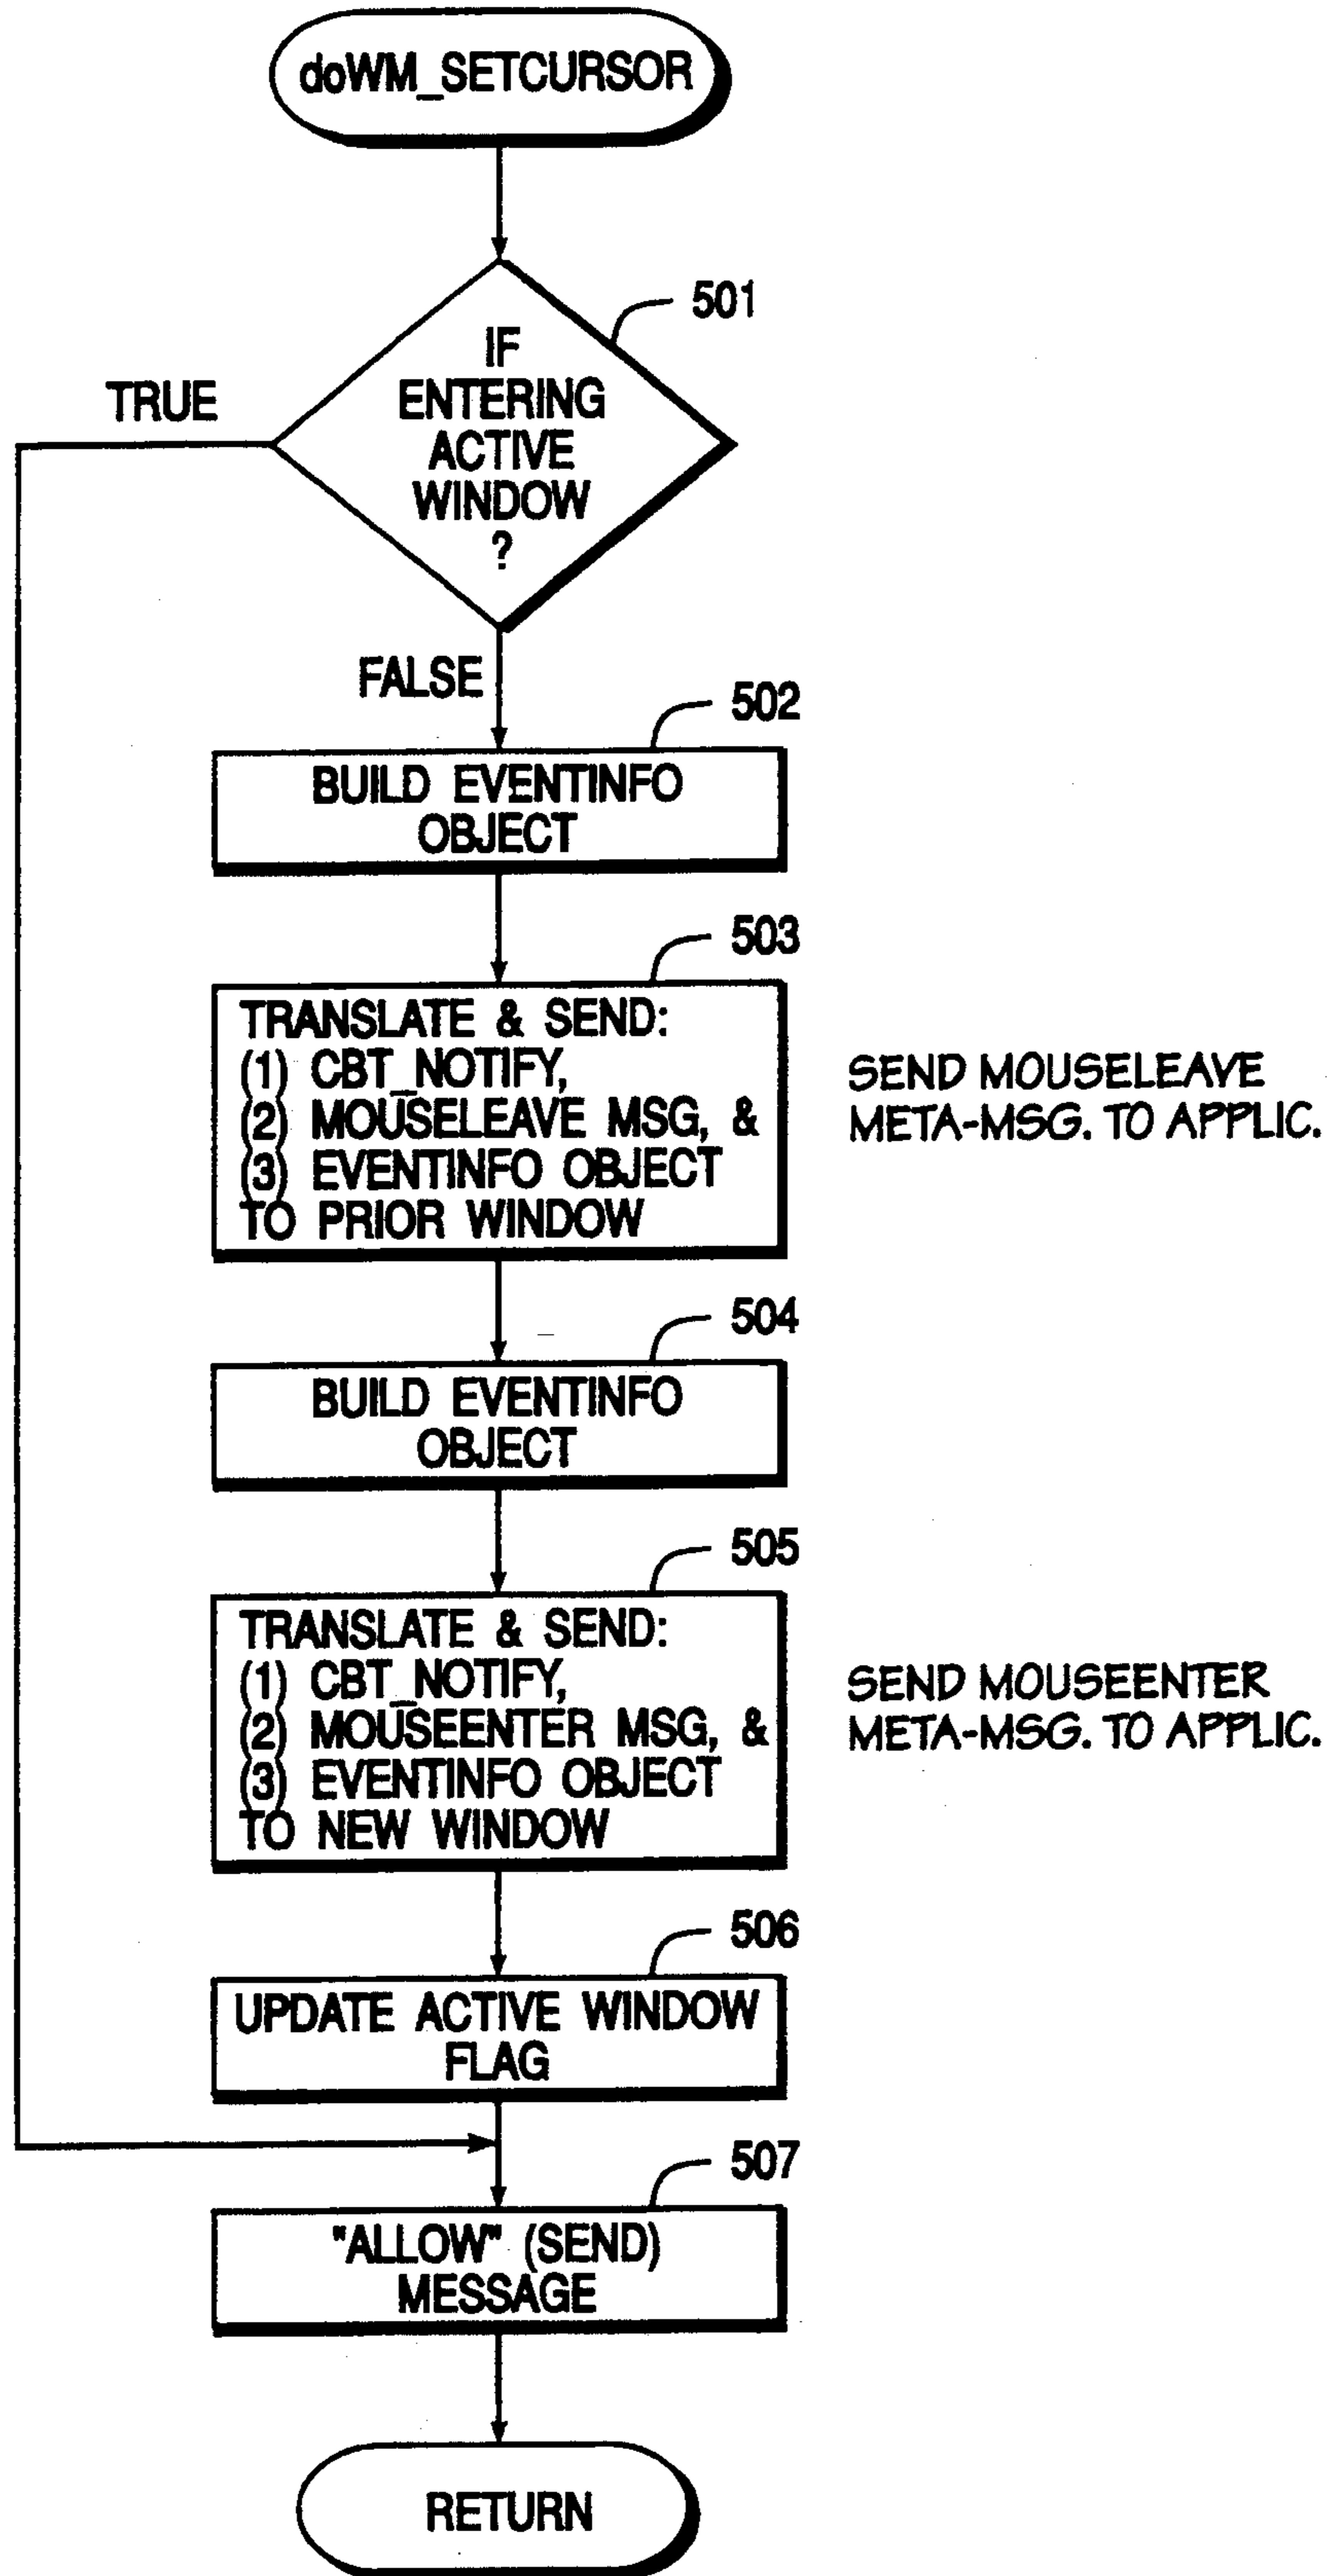 doWM_SETCURSOR
501
IF
ENTERING
ACTIVE
WINDOW
?
TRUE
FALSE
502
BUILD EVENTINFO
OBJECT
503
TRANSLATE & SEND:
(1) CBT_NOTIFY,
(2) MOUSELEAVE MSG, &
(3) EVENTINFO OBJECT
TO PRIOR WINDOW
SEND MOUSELEAVE
META-MSG. TO APPLIC.
504
BUILD EVENTINFO
OBJECT
505
TRANSLATE & SEND:
(1) CBT_NOTIFY,
(2) MOUSEENTER MSG, &
(3) EVENTINFO OBJECT
TO NEW WINDOW
SEND MOUSEENTER
META-MSG. TO APPLIC.
506
UPDATE ACTIVE WINDOW
FLAG
507
"ALLOW" (SEND)
MESSAGE
RETURN